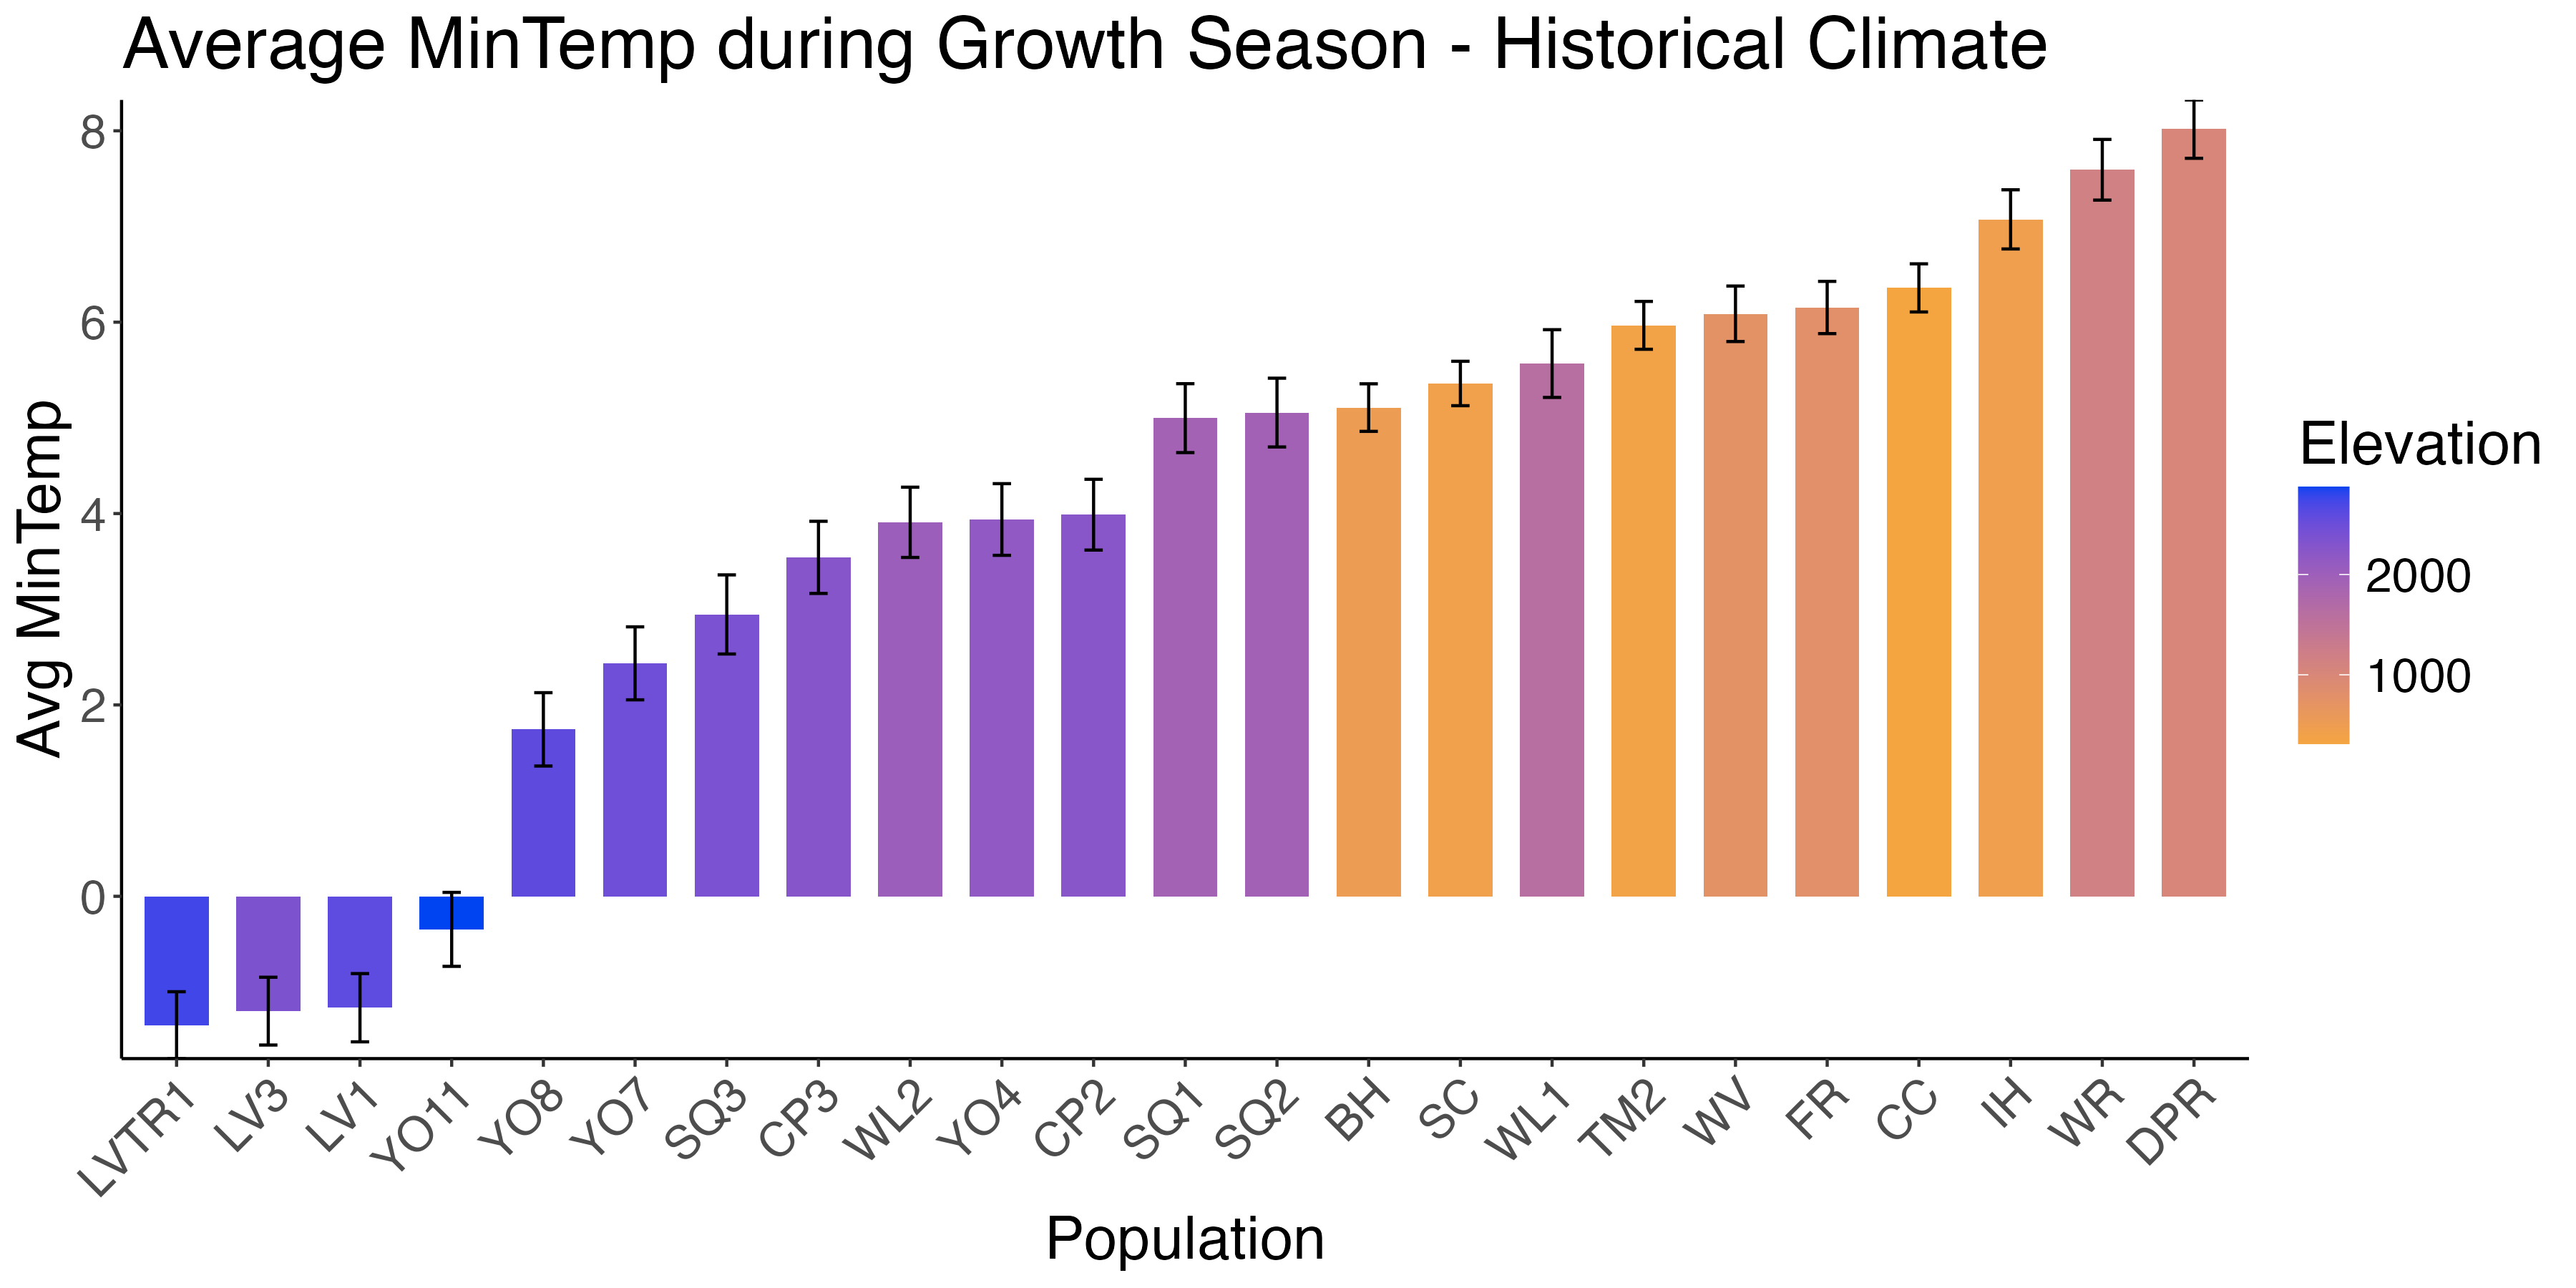 Average MinTemp during Growth Season - Historical Climate
Avg MinTemp
8
6
4
2
0
LVTR1
LV3
LV1
YO11
YO8
YO7
SQ3
CP3
WL2
YO4
CP2
SQ1
SQ2
BH
SC
WL1
TM2
WV
FR
CC
IH
WR
DPR
Population
Elevation
2000
1000